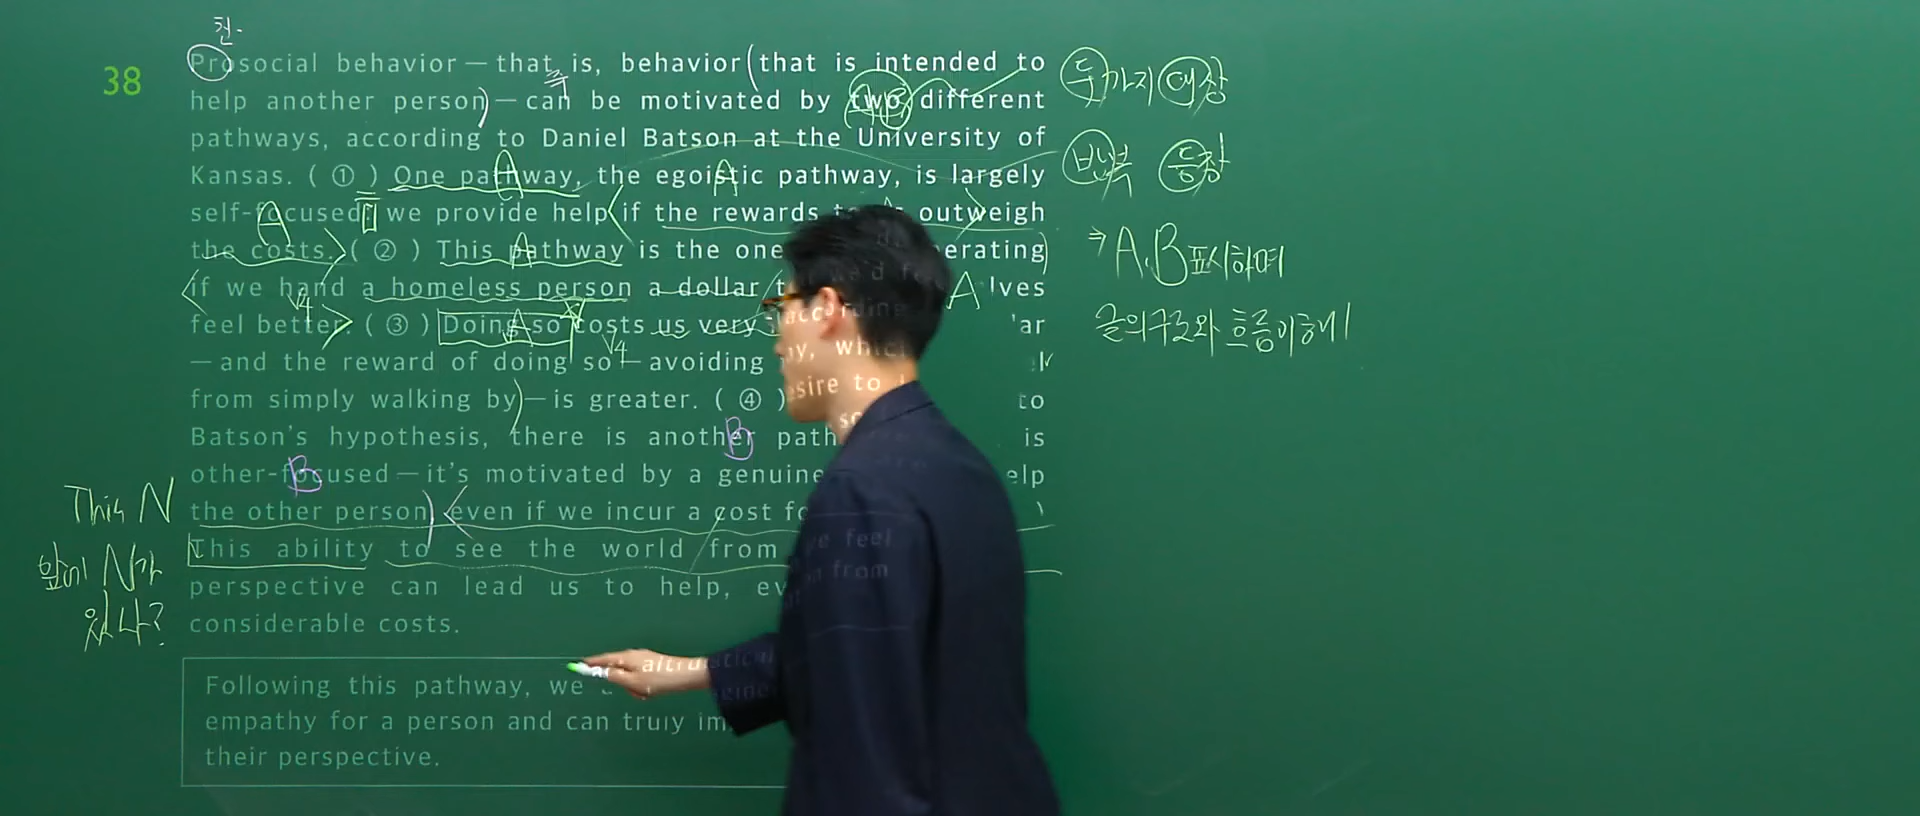 38
친.
Prosocial behavior — that is, behavior (that is intended to
help another person) — can be motivated by two different
pathways, according to Daniel Batson at the University of
Kansas. ( ① ) One pathway, the egoistic pathway, is largely
self-focused we provide help if the rewards outweigh
the costs. ( ② ) This pathway is the one erating
if we hand a homeless person a dollar lves
feel better. ( ③ ) Doing so costs us very
— and the reward of doing so — avoiding
from simply walking by) — is greater. ( ④ ) to
Batson's hypothesis, there is another is
other-focused — it's motivated by a genuine elp
the other person) even if we incur a cost
This ability to see the world from
perspective can lead us to help,
considerable costs.
Following this pathway, we
empathy for a person and can truly
their perspective.
두가지 대상
반복 등장
⇒ A, B 표시하며
글의 구조와 흐름 이해!
This N
앞에 N가
있나?